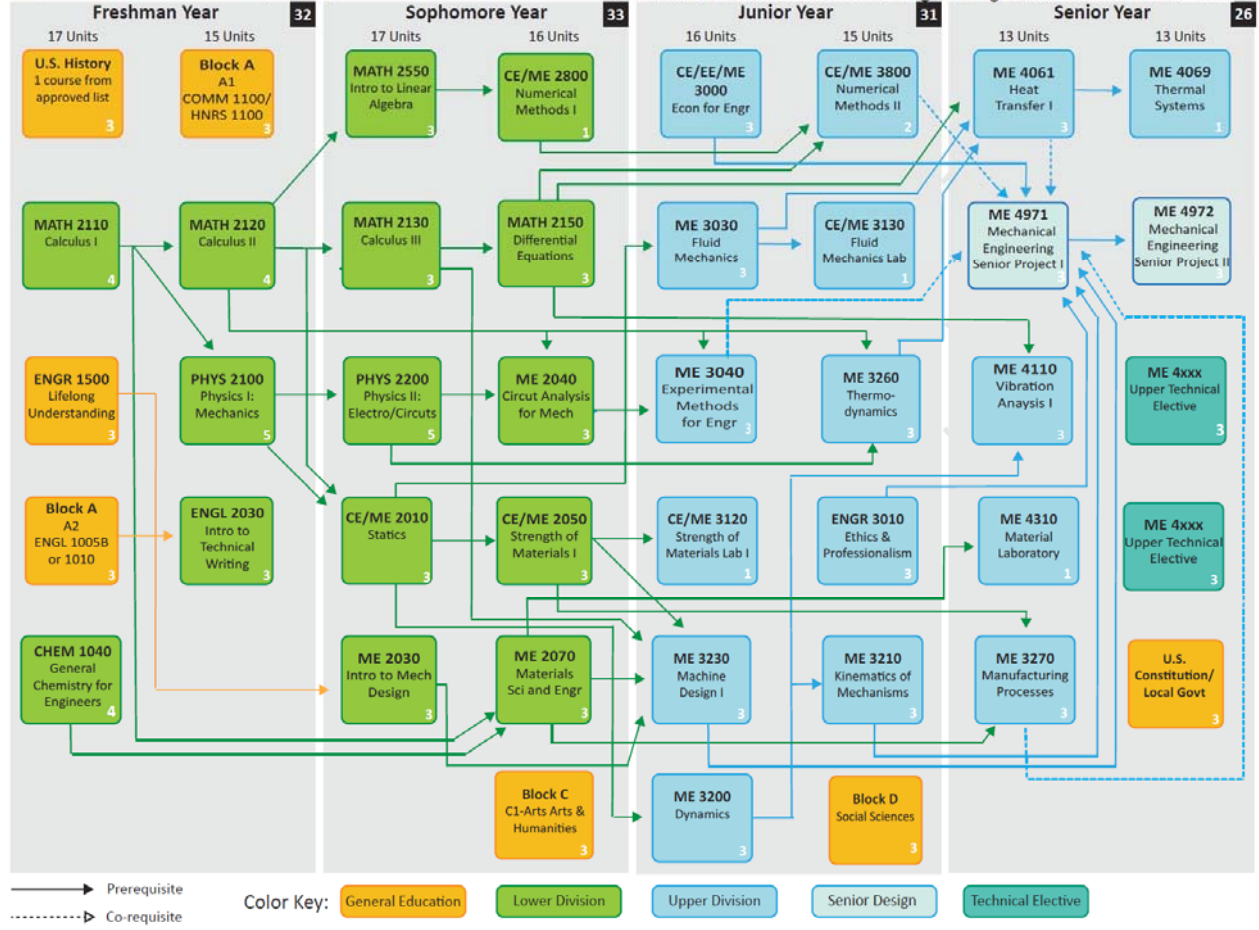 Freshman Year 32
Sophomore Year 33
Junior Year 31
Senior Year 26
17 Units
15 Units
17 Units
16 Units
16 Units
15 Units
13 Units
13 Units
U.S. History
1 course from
approved list
3
Block A
A1
COMM 1100/
HNRS 1100
3
MATH 2550
Intro to Linear
Algebra
3
CE/ME 2800
Numerical
Methods I
1
CE/EE/ME
3000
Econ for Engr
3
CE/ME 3800
Numerical
Methods II
2
ME 4061
Heat
Transfer I
3
ME 4069
Thermal
Systems
1
MATH 2110
Calculus I
4
MATH 2120
Calculus II
4
MATH 2130
Calculus III
3
MATH 2150
Differential
Equations
3
ME 3030
Fluid
Mechanics
3
CE/ME 3130
Fluid
Mechanics Lab
1
ME 4971
Mechanical
Engineering
Senior Project I
3
ME 4972
Mechanical
Engineering
Senior Project II
3
ENGR 1500
Lifelong
Understanding
3
PHYS 2100
Physics I:
Mechanics
5
PHYS 2200
Physics II:
Electro/Circuts
5
ME 2040
Circut Analysis
for Mech
3
ME 3040
Experimental
Methods
for Engr
3
ME 3260
Thermo-
dynamics
3
ME 4110
Vibration
Anaysis I
3
ME 4xxx
Upper Technical
Elective
3
Block A
A2
ENGL 1005B
or 1010
3
ENGL 2030
Intro to
Technical
Writing
3
CE/ME 2010
Statics
3
CE/ME 2050
Strength of
Materials I
3
CE/ME 3120
Strength of
Materials Lab I
1
ENGR 3010
Ethics &
Professionalism
3
ME 4310
Material
Laboratory
1
ME 4xxx
Upper Technical
Elective
3
CHEM 1040
General
Chemistry for
Engineers
4
ME 2030
Intro to Mech
Design
3
ME 2070
Materials
Sci and Engr
3
ME 3230
Machine
Design I
3
ME 3210
Kinematics of
Mechanisms
3
ME 3270
Manufacturing
Processes
3
U.S.
Constitution/
Local Govt
3
Block C
C1-Arts Arts &
Humanities
3
ME 3200
Dynamics
3
Block D
Social Sciences
3
Prerequisite
Co-requisite
Color Key:
General Education
Lower Division
Upper Division
Senior Design
Technical Elective